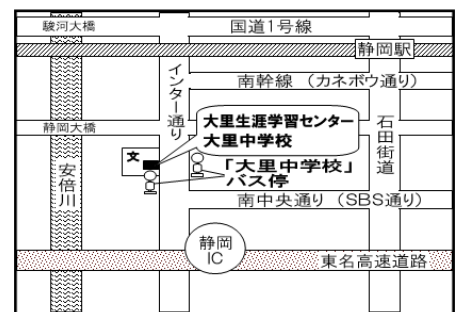 駿河大橋
国道1号線
静岡駅
インター通り
南幹線 (カネボウ通り)
大里生涯学習センター
大里中学校
静岡大橋
石田街道
文
「大里中学校」
バス停
安倍川
南中央通り (SBS通り)
静岡
IC
東名高速道路